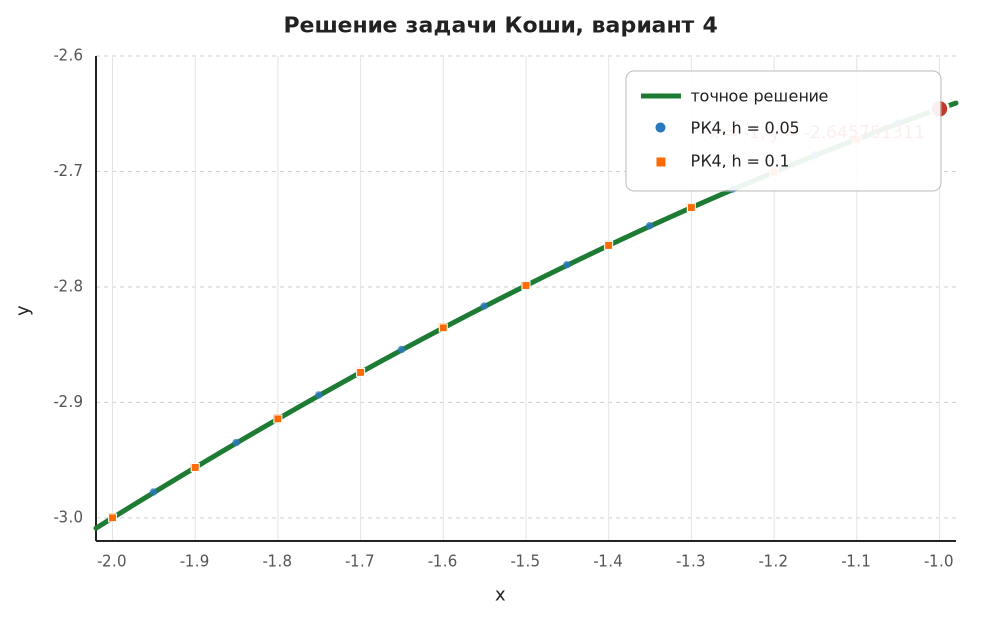 Решение задачи Коши, вариант 4
-2.6
-2.7
-2.8
-2.9
-3.0
y
точное решение
РК4, h = 0.05
РК4, h = 0.1
-2.645751311
-2.0
-1.9
-1.8
-1.7
-1.6
-1.5
-1.4
-1.3
-1.2
-1.1
-1.0
x